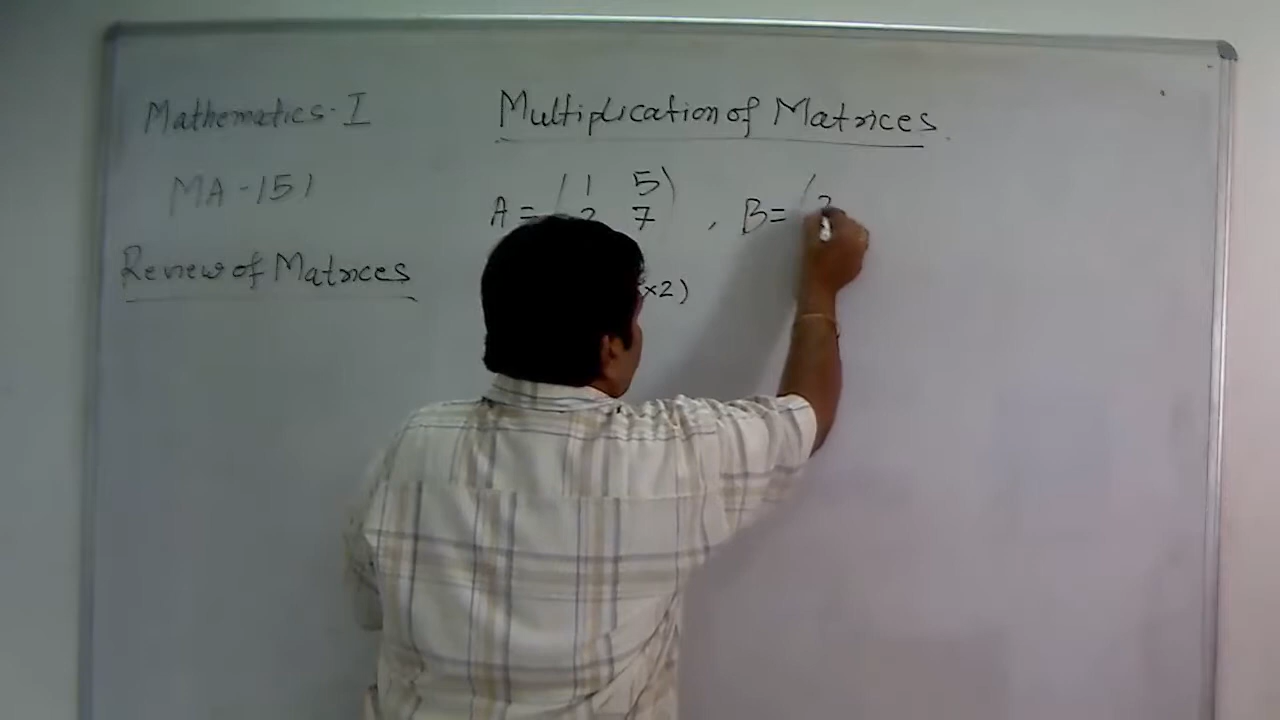 Mathematics-I
MA-151
Review of Matrices
Multiplication of Matrices
A = ( 1 5 )
7 , B = (
×2)